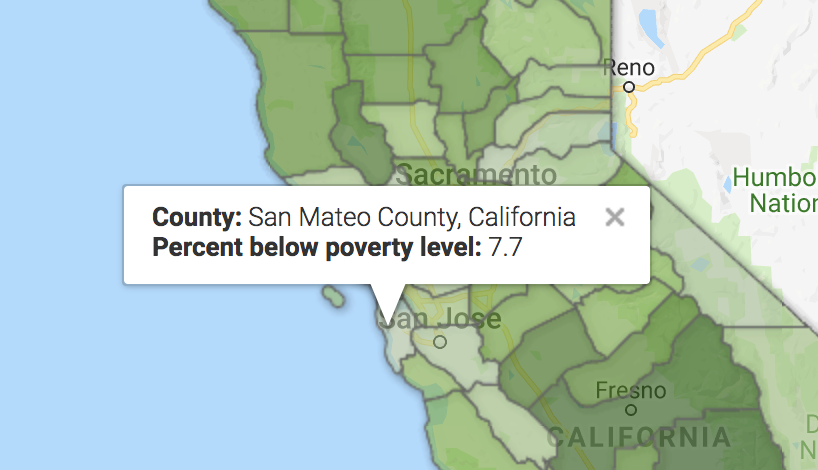 Reno
Sacramento
Humbo
Nation
County: San Mateo County, California ×
Percent below poverty level: 7.7
San Jose
Fresno
CALIFORNIA
D
N